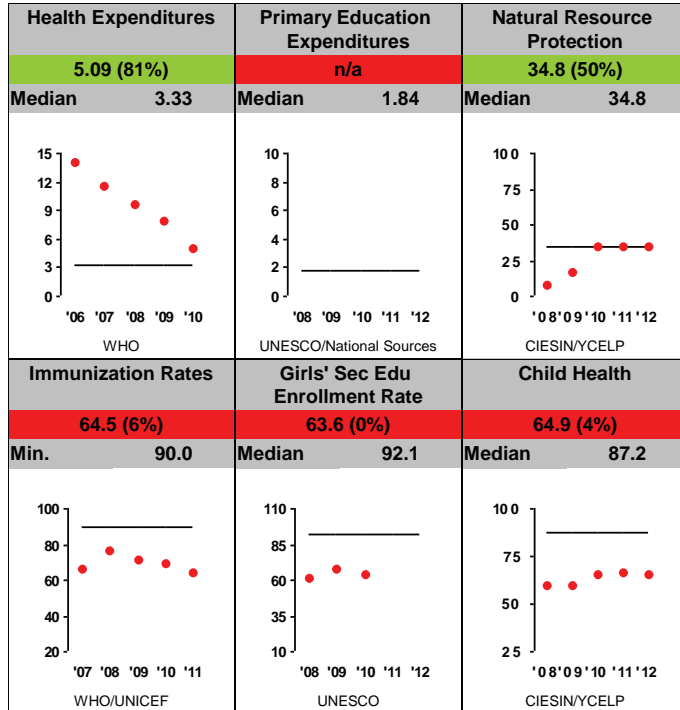 Health Expenditures
5.09 (81%)
Median 3.33
15
12
9
6
3
0
'06 '07 '08 '09 '10
WHO
Primary Education
Expenditures
n/a
Median 1.84
10
8
6
4
2
0
'08 '09 '10 '11 '12
UNESCO/National Sources
Natural Resource
Protection
34.8 (50%)
Median 34.8
100
75
50
25
0
'08 '09 '10 '11 '12
CIESIN/YCELP
Immunization Rates
64.5 (6%)
Min. 90.0
100
80
60
40
20
'07 '08 '09 '10 '11
WHO/UNICEF
Girls' Sec Edu
Enrollment Rate
63.6 (0%)
Median 92.1
110
85
60
35
10
'08 '09 '10 '11 '12
UNESCO
Child Health
64.9 (4%)
Median 87.2
100
75
50
25
'08 '09 '10 '11 '12
CIESIN/YCELP